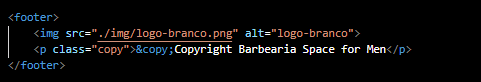 <footer>
    <img src="./img/logo-branco.png" alt="logo-branco">
    <p class="copy">&copy;Copyright Barbearia Space for Men</p>
</footer>